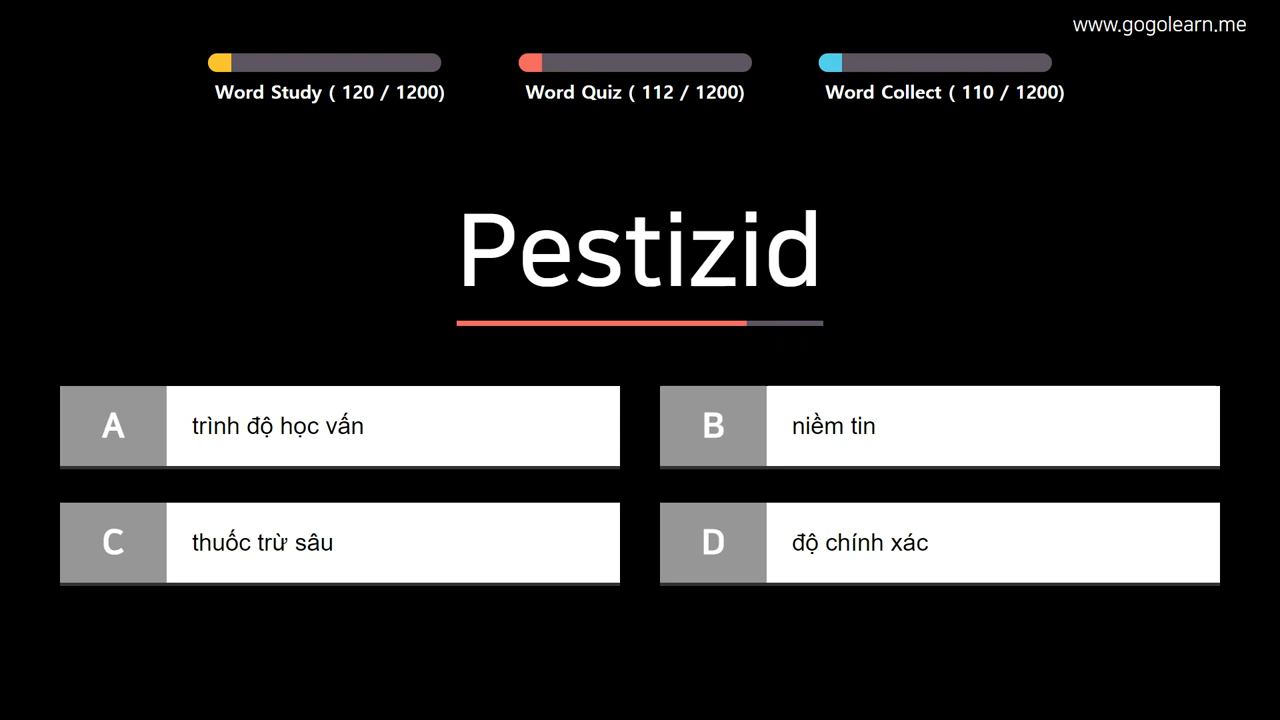 www.gogolearn.me
Word Study ( 120 / 1200)
Word Quiz ( 112 / 1200)
Word Collect ( 110 / 1200)
Pestizid
A
trình độ học vấn
B
niềm tin
C
thuốc trừ sâu
D
độ chính xác